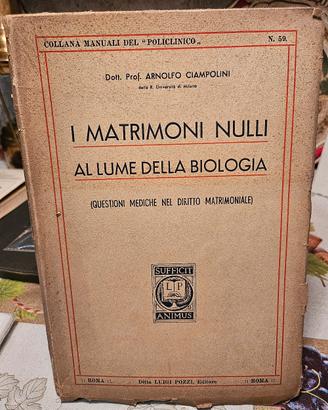 COLLANA MANUALI DEL "POLICLINICO„ N. 59.
Dott. Prof. ARNOLFO CIAMPOLINI
della R. Università di Milano
I MATRIMONI NULLI
AL LUME DELLA BIOLOGIA
(QUESTIONI MEDICHE NEL DIRITTO MATRIMONIALE)
SUFFICIT
L P
ANIMUS
:: ROMA :: Ditta LUIGI POZZI, Editore :: ROMA ::